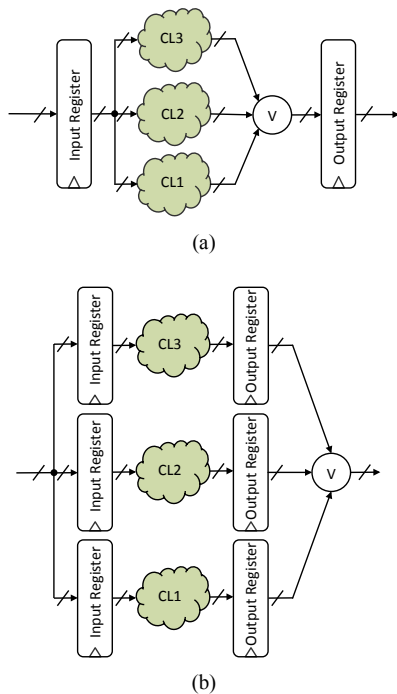 CL3
Input Register
CL2
V
Output Register
CL1
(a)
Input Register
CL3
Output Register
Input Register
CL2
Output Register
V
Input Register
CL1
Output Register
(b)